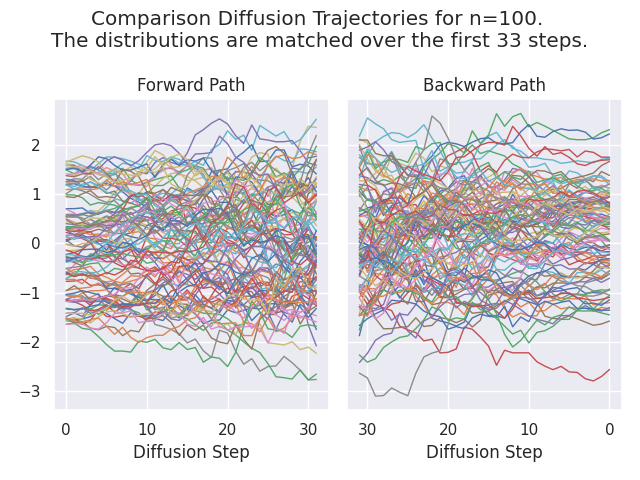 Comparison Diffusion Trajectories for n=100.
The distributions are matched over the first 33 steps.
Forward Path
Backward Path
2
1
0
−1
−2
−3
0 10 20 30
30 20 10 0
Diffusion Step
Diffusion Step